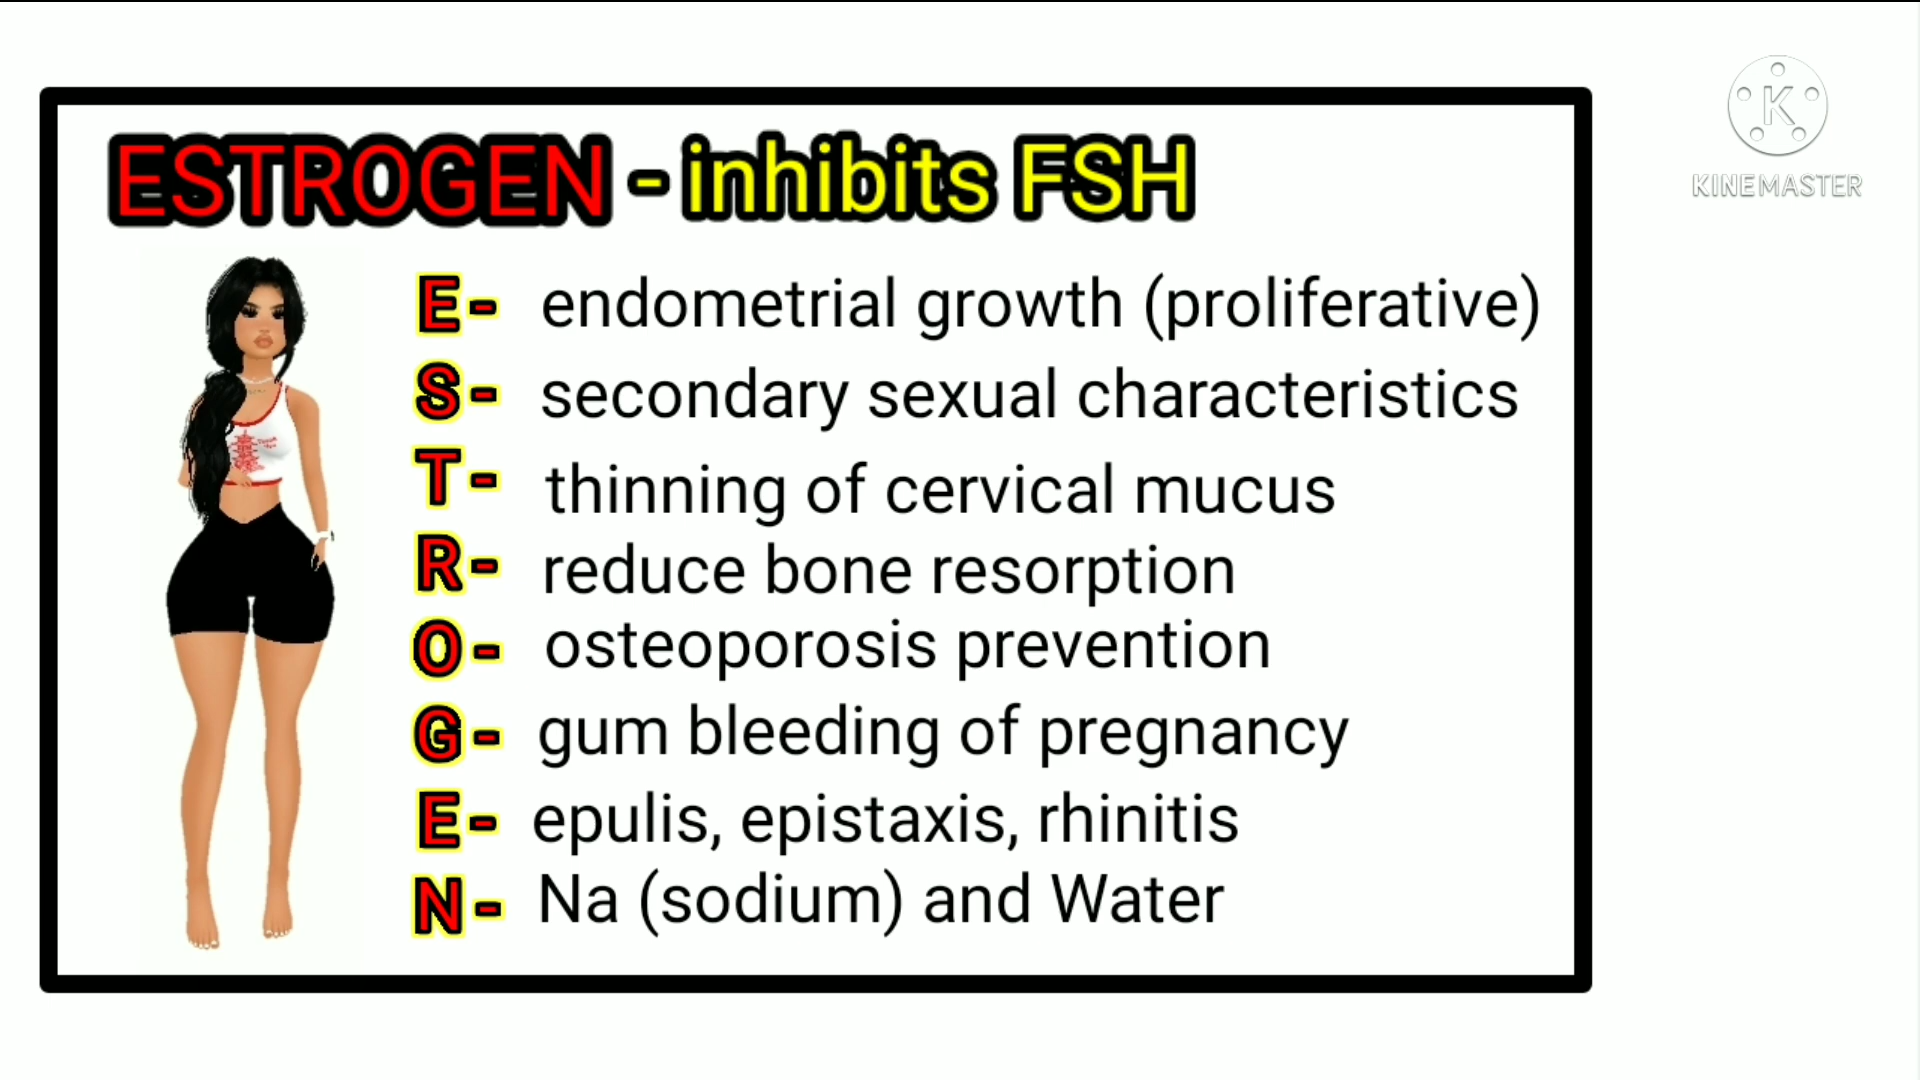 ESTROGEN - inhibits FSH
E - endometrial growth (proliferative)
S - secondary sexual characteristics
T - thinning of cervical mucus
R - reduce bone resorption
O - osteoporosis prevention
G - gum bleeding of pregnancy
E - epulis, epistaxis, rhinitis
N - Na (sodium) and Water
K
KINEMASTER